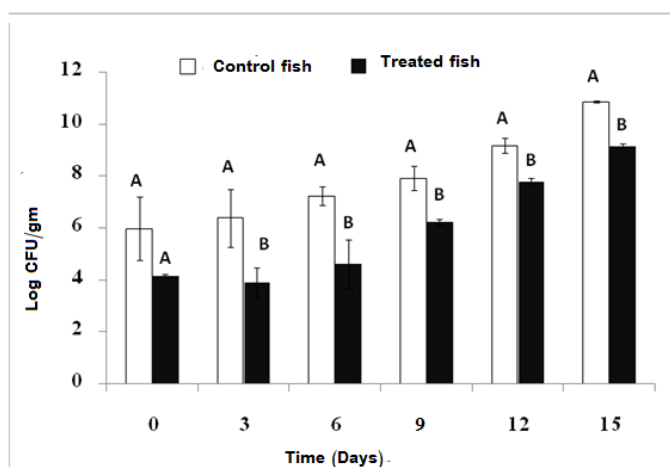 12
10
8
6
4
2
0
Log CFU/gm
Control fish
Treated fish
A
A
A
B
A
B
A
B
A
B
A
B
0 3 6 9 12 15
Time (Days)